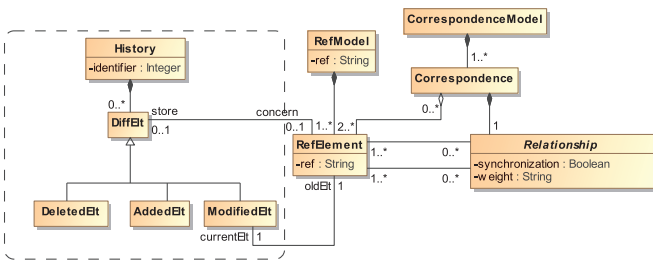 CorrespondenceModel
History
-identifier : Integer
RefModel
-ref : String
1..*
Correspondence
0..*
store
concern
0..*
DiffElt
0..1
0..1
1..*
2..*
1
RefElement
-ref : String
1..*
0..*
Relationship
-synchronization : Boolean
-weight : String
1..*
0..*
oldElt
1
DeletedElt
AddedElt
ModifiedElt
currentElt
1